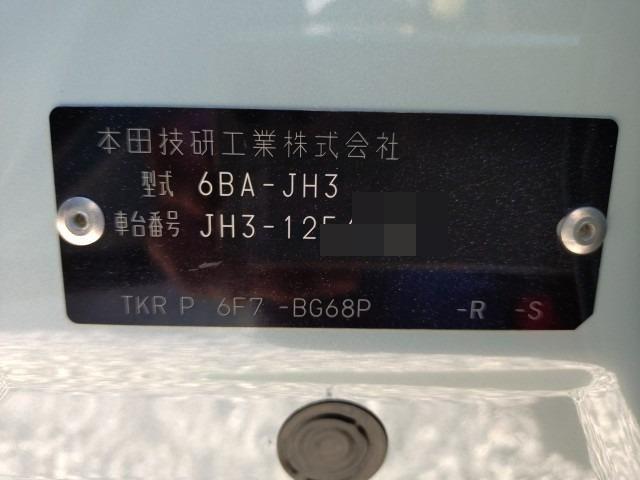 本田技研工業株式会社
型式 6BA-JH3
車台番号 JH3-125
TKR P 6F7 -BG68P -R -S